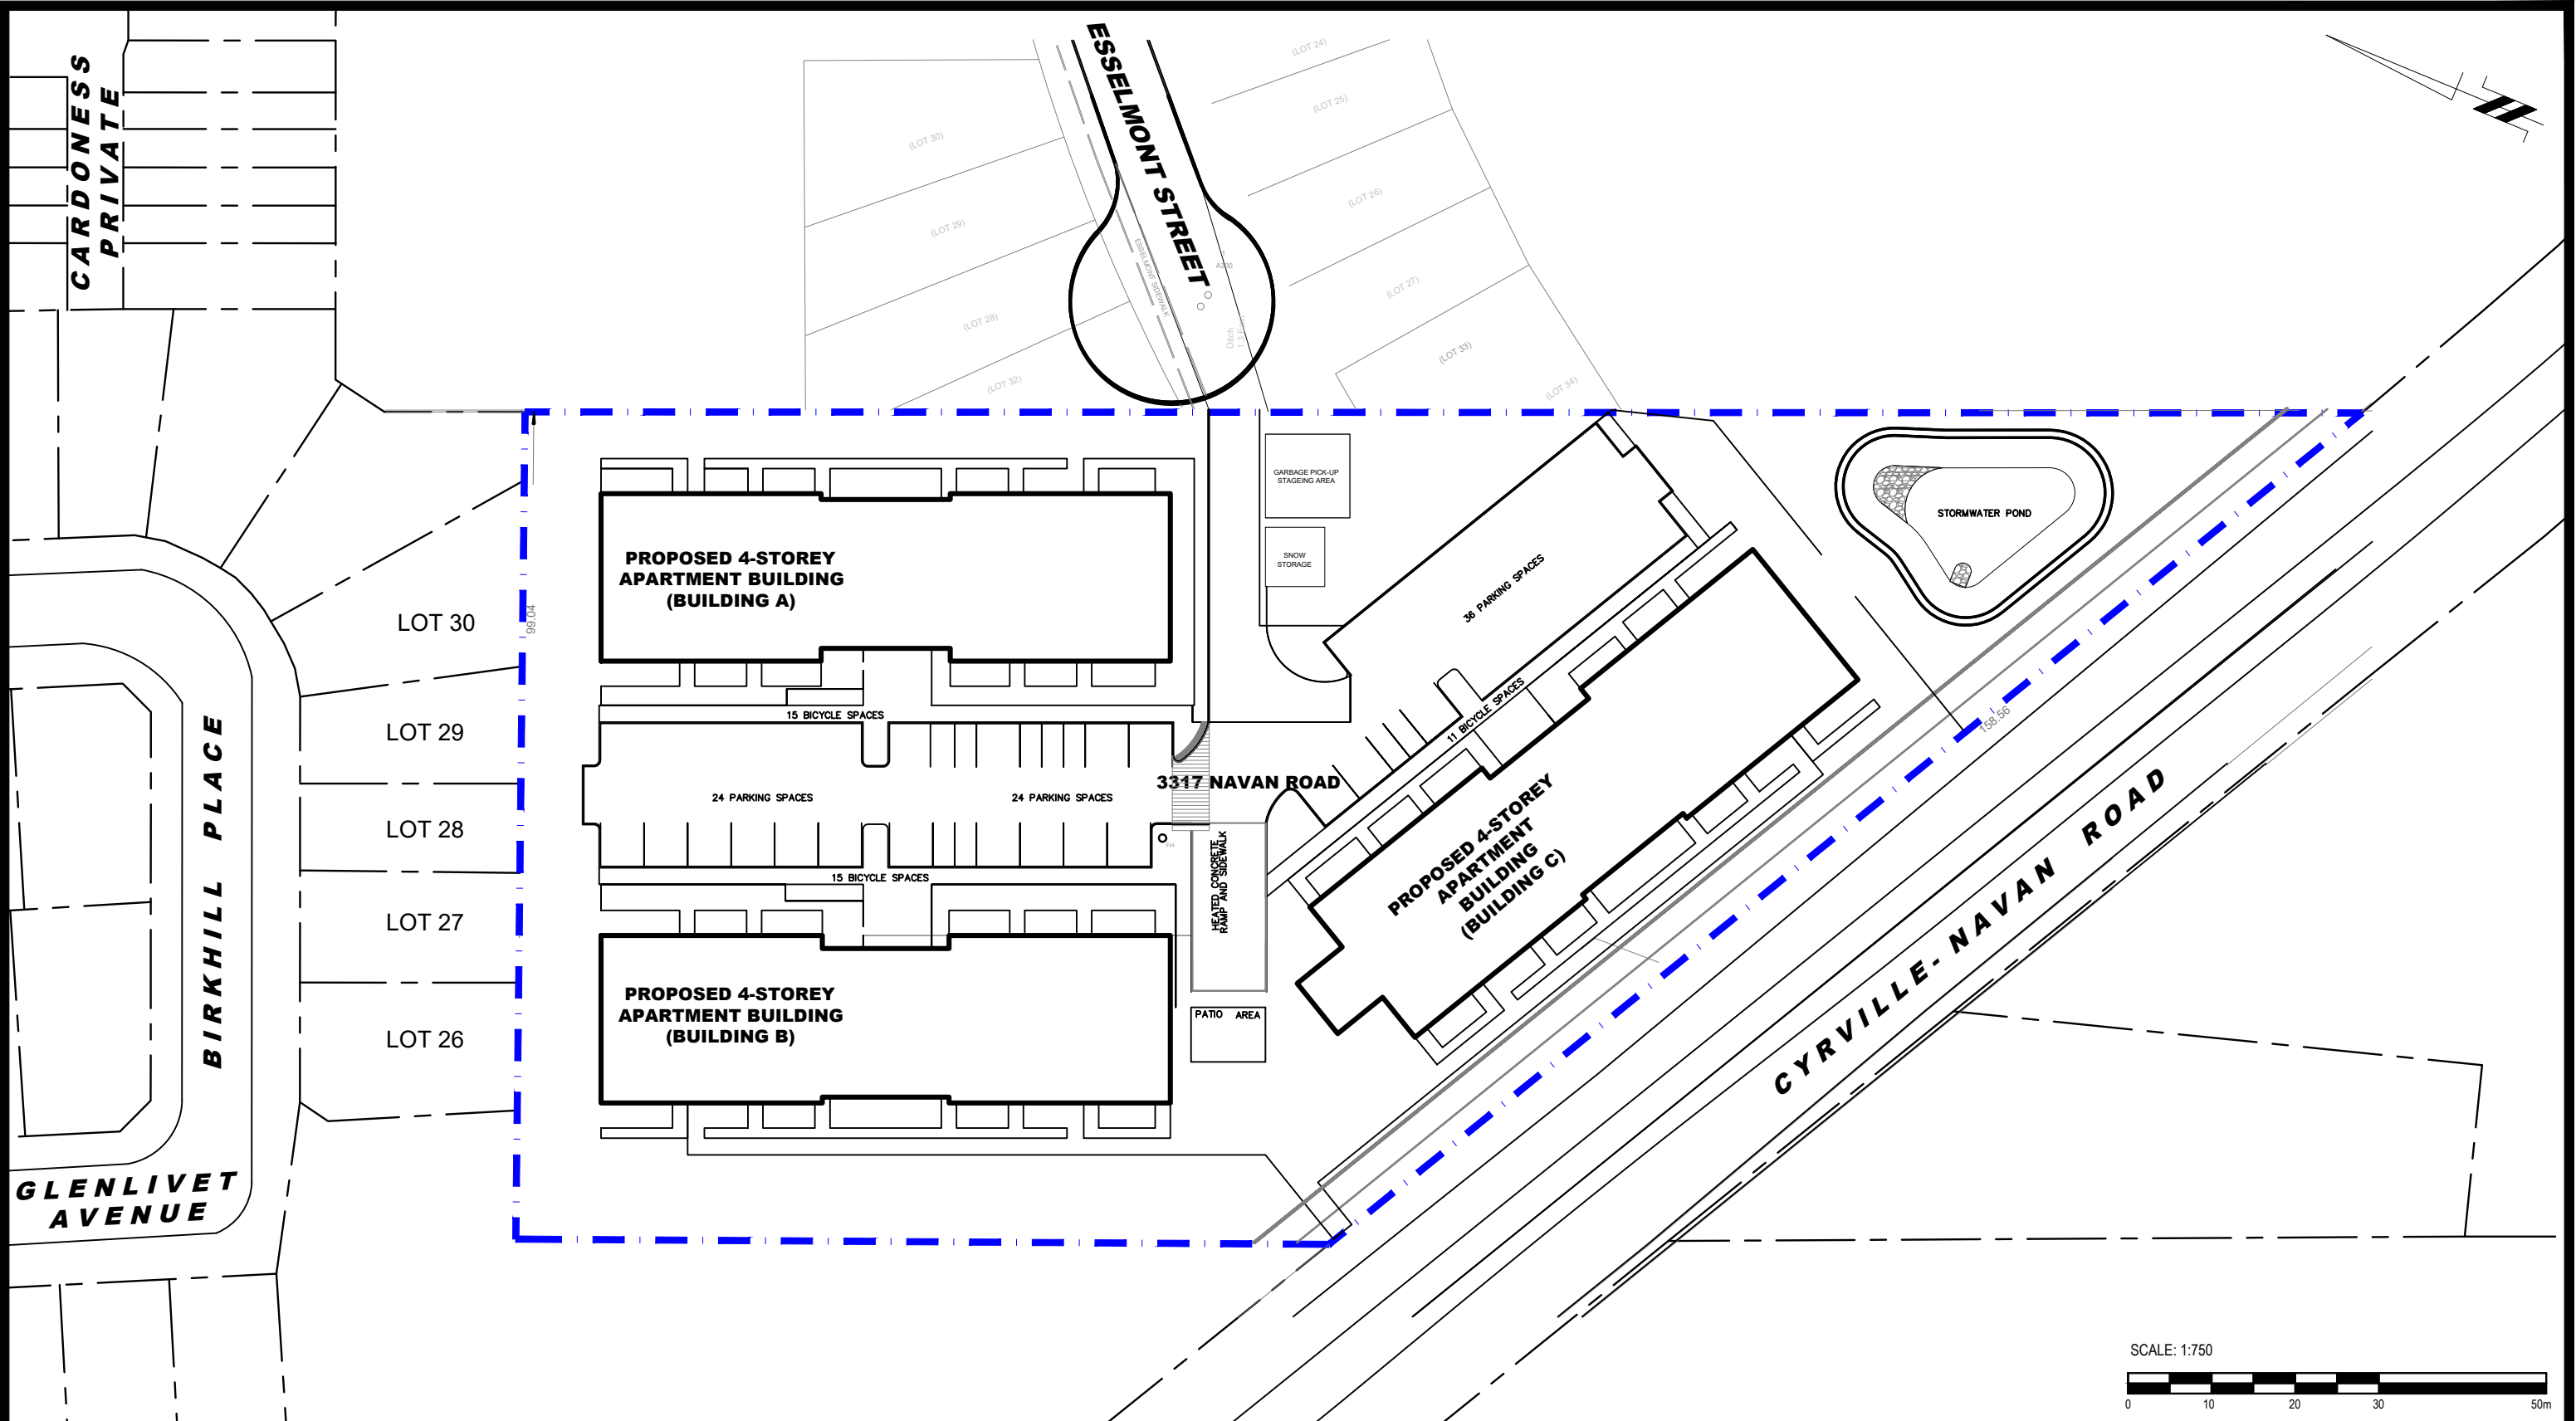 CARDONESS
PRIVATE
ESSELMONT STREET
(LOT 24)
(LOT 25)
(LOT 30)
(LOT 26)
(LOT 29)
ESSELMONT SIDEWALK
(LOT 27)
(LOT 28)
Ditch
(LOT 33)
(LOT 32)
(LOT 34)
GARBAGE PICK-UP
STAGEING AREA
STORMWATER POND
SNOW
STORAGE
PROPOSED 4-STOREY
APARTMENT BUILDING
(BUILDING A)
36 PARKING SPACES
99.04
LOT 30
LOT 29
LOT 28
LOT 27
LOT 26
BIRKHILL PLACE
15 BICYCLE SPACES
11 BICYCLE SPACES
158.56
3317 NAVAN ROAD
24 PARKING SPACES
24 PARKING SPACES
FH
HEATED CONCRETE
RAMP AND SIDEWALK
15 BICYCLE SPACES
PROPOSED 4-STOREY
APARTMENT
BUILDING
(BUILDING C)
CYRVILLE- NAVAN ROAD
PROPOSED 4-STOREY
APARTMENT BUILDING
(BUILDING B)
PATIO AREA
GLENLIVET
AVENUE
SCALE: 1:750
0 10 20 30 50m